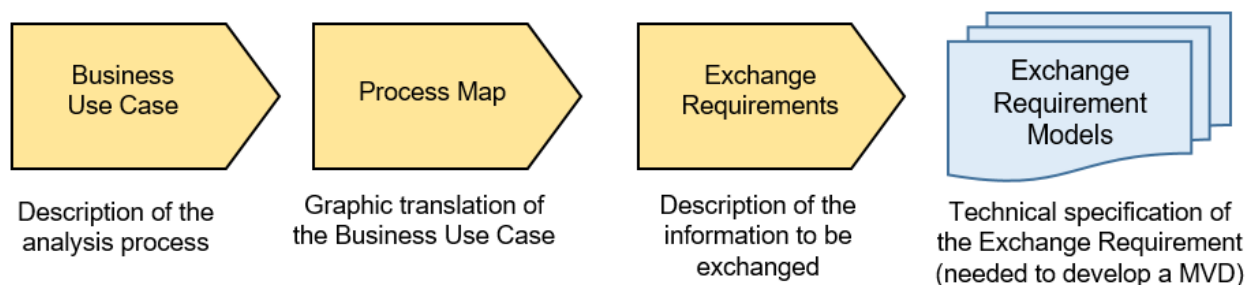 Business
Use Case
Process Map
Exchange
Requirements
Exchange
Requirement
Models
Description of the
analysis process
Graphic translation of
the Business Use Case
Description of the
information to be
exchanged
Technical specification of
the Exchange Requirement
(needed to develop a MVD)